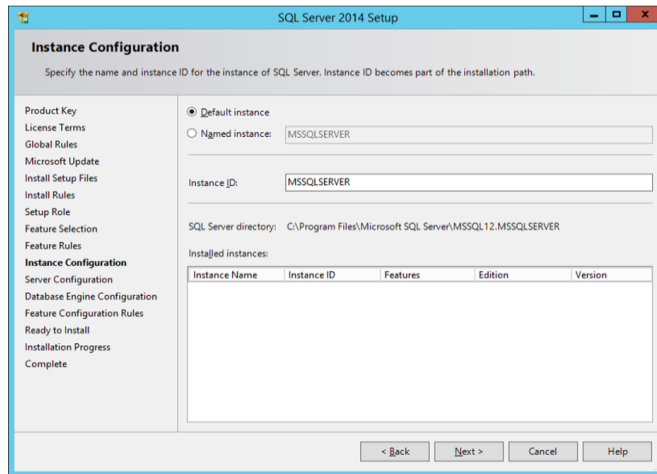 SQL Server 2014 Setup
Instance Configuration
Specify the name and instance ID for the instance of SQL Server. Instance ID becomes part of the installation path.
Product Key
License Terms
Global Rules
Microsoft Update
Install Setup Files
Install Rules
Setup Role
Feature Selection
Feature Rules
Instance Configuration
Server Configuration
Database Engine Configuration
Feature Configuration Rules
Ready to Install
Installation Progress
Complete
Default instance
Named instance: MSSQLSERVER
Instance ID: MSSQLSERVER
SQL Server directory: C:\Program Files\Microsoft SQL Server\MSSQL12.MSSQLSERVER
Installed instances:
Instance Name Instance ID Features Edition Version
< Back Next > Cancel Help